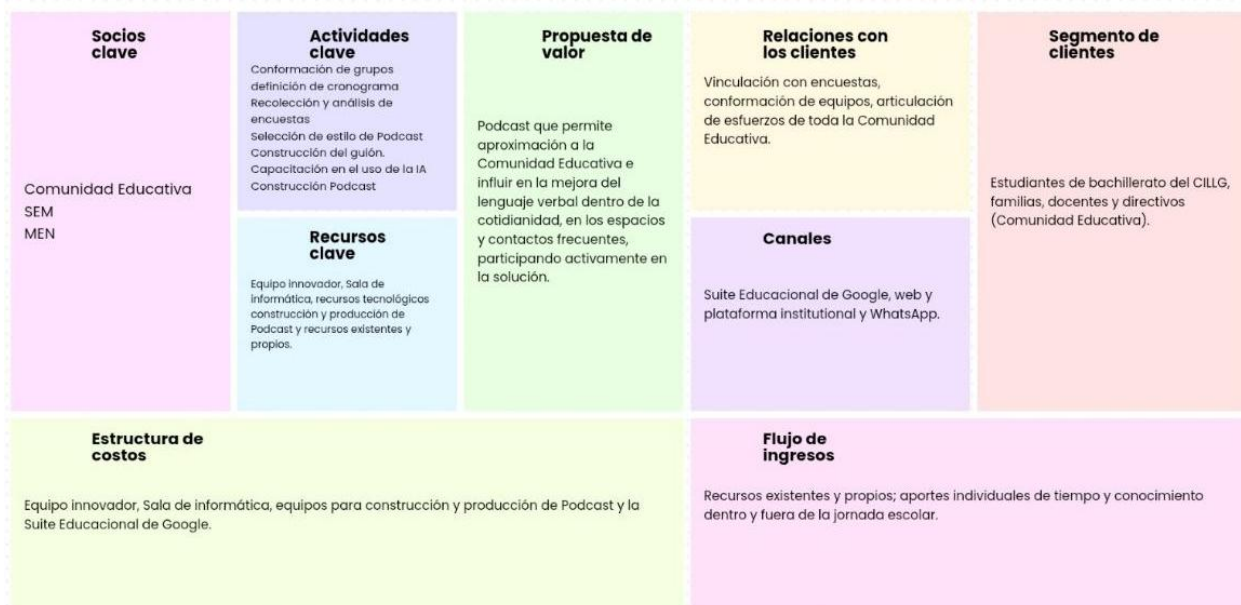 Socios
clave
Comunidad Educativa
SEM
MEN
Actividades
clave
Conformación de grupos
definición de cronograma
Recolección y análisis de
encuestas
Selección de estilo de Podcast
Construcción del guión.
Capacitación en el uso de la IA
Construcción Podcast
Recursos
clave
Equipo innovador, Sala de
informática, recursos tecnológicos
construcción y producción de
Podcast y recursos existentes y
propios.
Propuesta de
valor
Podcast que permite
aproximación a la
Comunidad Educativa e
influir en la mejora del
lenguaje verbal dentro de la
cotidianidad, en los espacios
y contactos frecuentes,
participando activamente en
la solución.
Relaciones con
los clientes
Vinculación con encuestas,
conformación de equipos, articulación
de esfuerzos de toda la Comunidad
Educativa.
Canales
Suite Educacional de Google, web y
plataforma institucional y WhatsApp.
Segmento de
clientes
Estudiantes de bachillerato del CILLG,
familias, docentes y directivos
(Comunidad Educativa).
Estructura de
costos
Equipo innovador, Sala de informática, equipos para construcción y producción de Podcast y la
Suite Educacional de Google.
Flujo de
ingresos
Recursos existentes y propios; aportes individuales de tiempo y conocimiento
dentro y fuera de la jornada escolar.